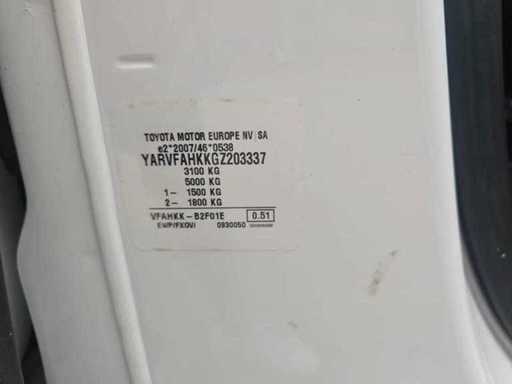 TOYOTA MOTOR EUROPE NV/SA
e2*2007/46*0538
YARVFAHKKGZ203337
3100 KG
5000 KG
1- 1500 KG
2- 1800 KG
VFAHKK-B2F01E 0.51
EWP/FXOVI 0930050